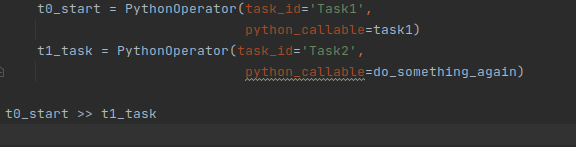 t0_start = PythonOperator(task_id='Task1',
python_callable=task1)
t1_task = PythonOperator(task_id='Task2',
python_callable=do_something_again)
t0_start >> t1_task